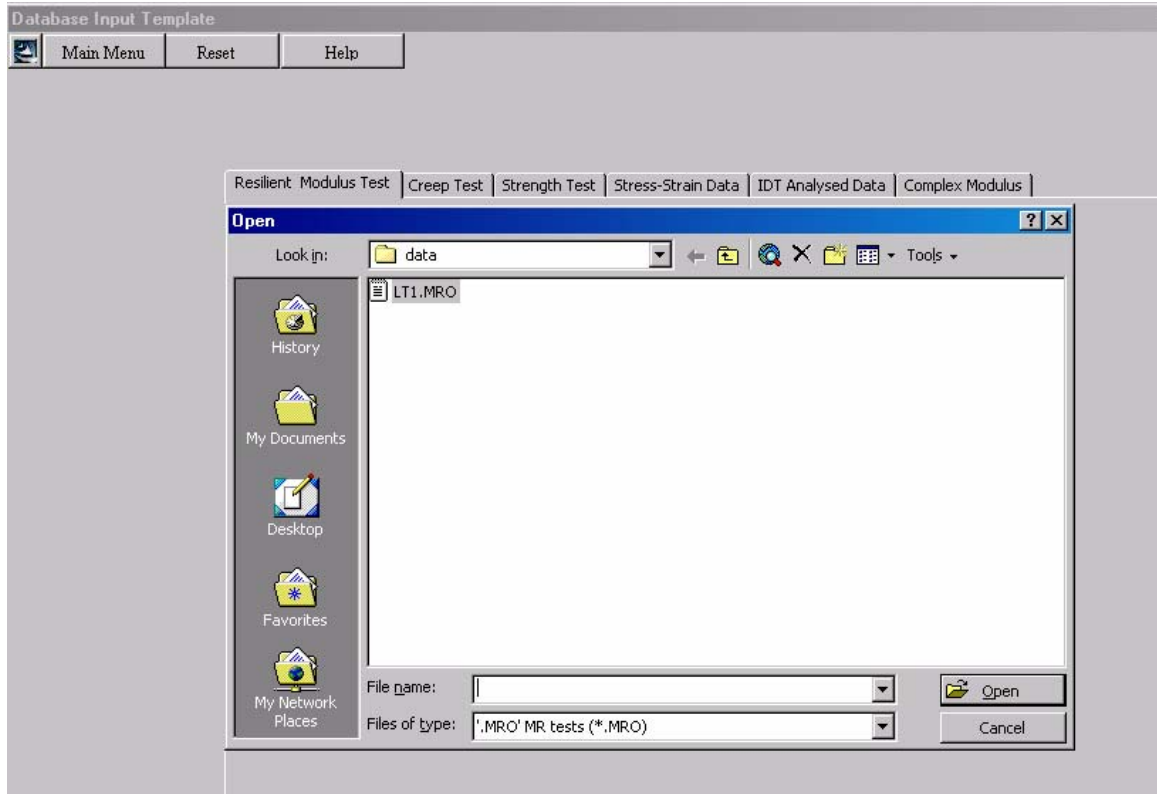 Database Input Template
Main Menu Reset Help
Resilient Modulus Test Creep Test Strength Test Stress-Strain Data IDT Analysed Data Complex Modulus
Open
Look in: data Tools
LT1.MRO
History
My Documents
Desktop
Favorites
My Network
Places
File name: Open
Files of type: '.MRO' MR tests (*.MRO) Cancel